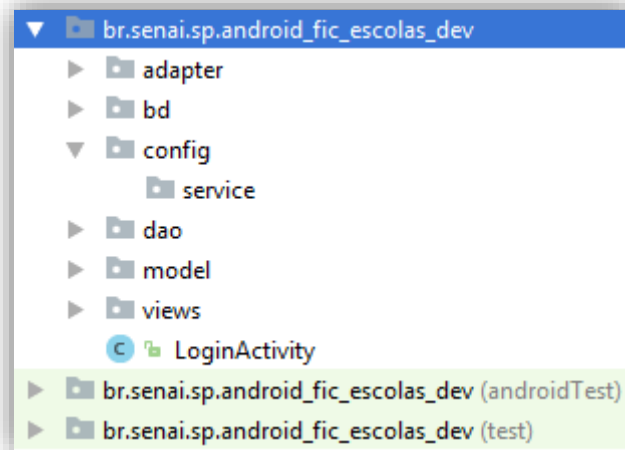 br.senai.sp.android_fic_escolas_dev
adapter
bd
config
service
dao
model
views
C LoginActivity
br.senai.sp.android_fic_escolas_dev (androidTest)
br.senai.sp.android_fic_escolas_dev (test)